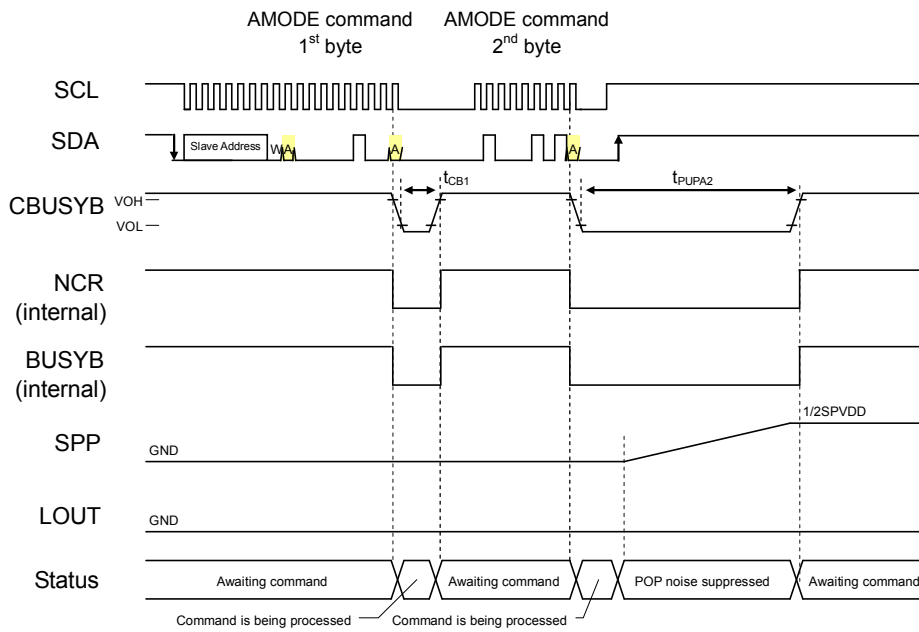 AMODE command
1st byte
AMODE command
2nd byte
SCL
SDA
Slave Address
W
A
A
A
CBUSYB
VOH
VOL
tCB1
tPUPA2
NCR
(internal)
BUSYB
(internal)
SPP
GND
1/2SPVDD
LOUT
GND
Status
Awaiting command
Awaiting command
POP noise suppressed
Awaiting command
Command is being processed
Command is being processed